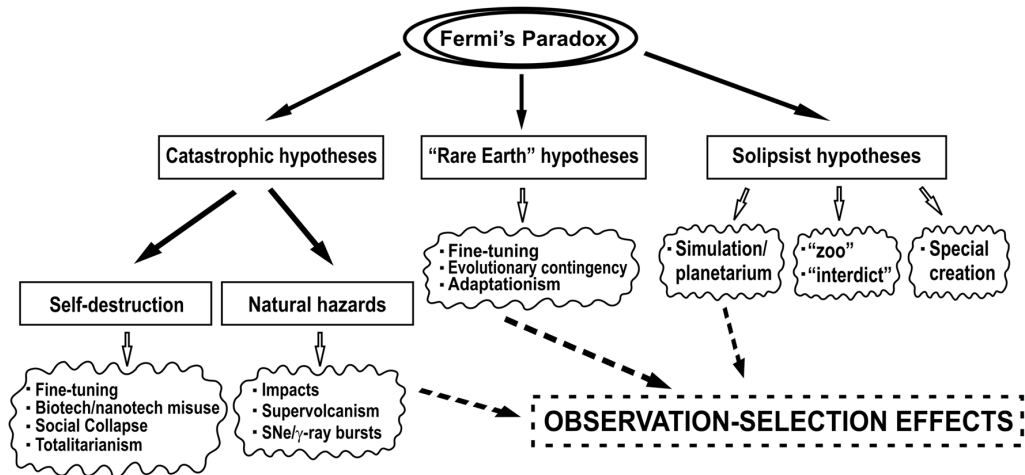 Fermi's Paradox
Catastrophic hypotheses
“Rare Earth” hypotheses
Solipsist hypotheses
▪ Fine-tuning
▪ Evolutionary contingency
▪ Adaptationism
▪ Simulation/
planetarium
▪ “zoo”
▪ “interdict”
▪ Special
creation
Self-destruction
Natural hazards
▪ Fine-tuning
▪ Biotech/nanotech misuse
▪ Social Collapse
▪ Totalitarianism
▪ Impacts
▪ Supervolcanism
▪ SNe/γ-ray bursts
OBSERVATION-SELECTION EFFECTS